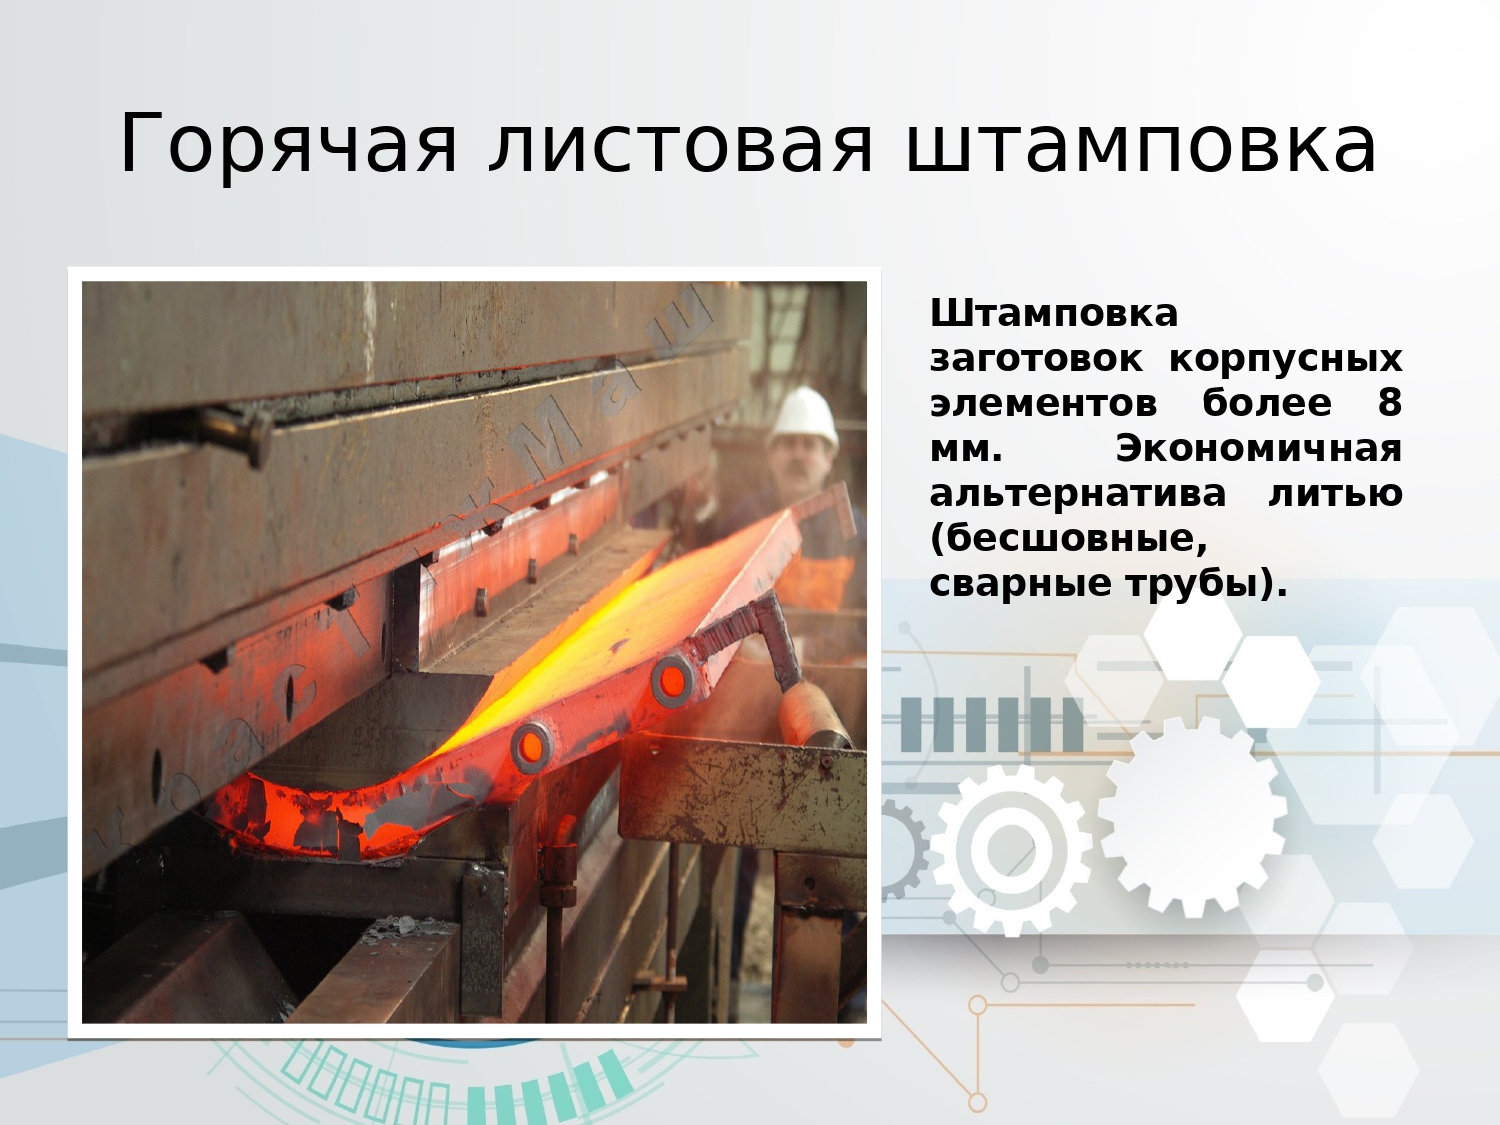 Горячая листовая штамповка
Штамповка
заготовок корпусных
элементов более 8
мм. Экономичная
альтернатива литью
(бесшовные,
сварные трубы).